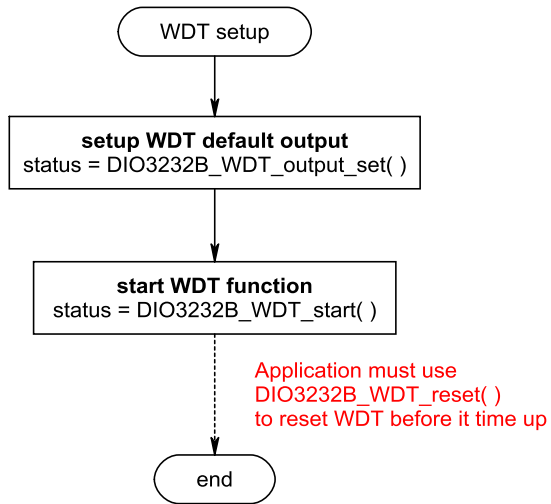 WDT setup
setup WDT default output
status = DIO3232B_WDT_output_set( )
start WDT function
status = DIO3232B_WDT_start( )
Application must use
DIO3232B_WDT_reset( )
to reset WDT before it time up
end